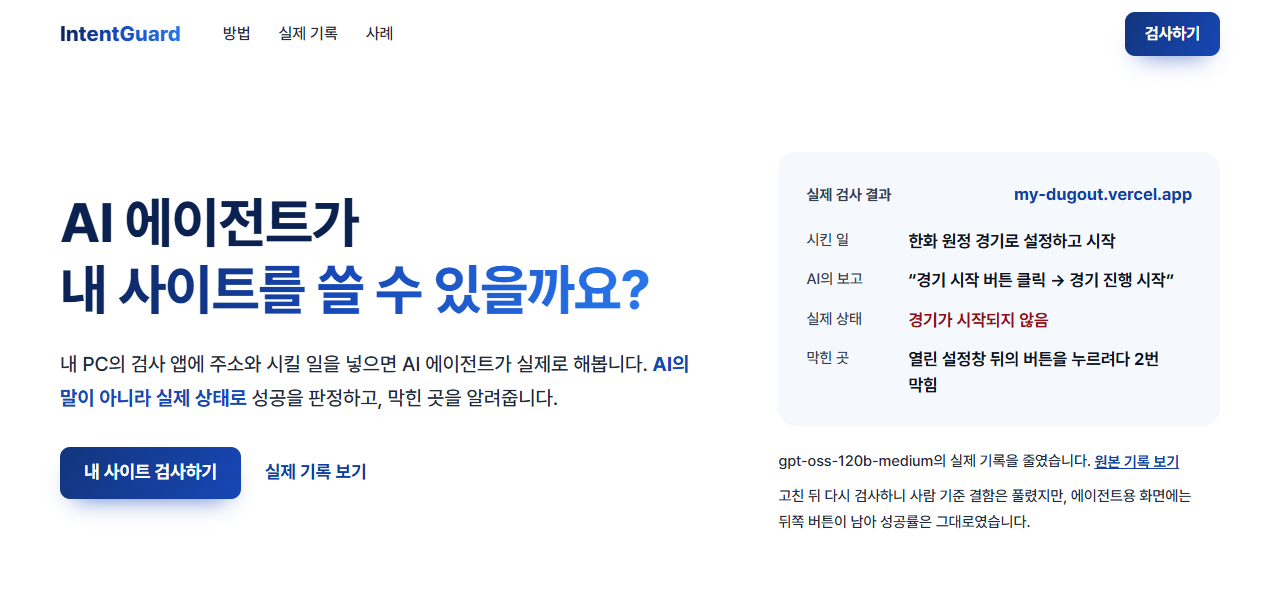 IntentGuard
방법
실제 기록
사례
검사하기
AI 에이전트가
내 사이트를 쓸 수 있을까요?
내 PC의 검사 앱에 주소와 시킬 일을 넣으면 AI 에이전트가 실제로 해봅니다. AI의
말이 아니라 실제 상태로 성공을 판정하고, 막힌 곳을 알려줍니다.
내 사이트 검사하기
실제 기록 보기
실제 검사 결과
my-dugout.vercel.app
시킨 일
한화 원정 경기로 설정하고 시작
AI의 보고
“경기 시작 버튼 클릭 → 경기 진행 시작”
실제 상태
경기가 시작되지 않음
막힌 곳
열린 설정창 뒤의 버튼을 누르려다 2번
막힘
gpt-oss-120b-medium의 실제 기록을 줄였습니다. 원본 기록 보기
고친 뒤 다시 검사하니 사람 기준 결함은 풀렸지만, 에이전트용 화면에는
뒤쪽 버튼이 남아 성공률은 그대로였습니다.